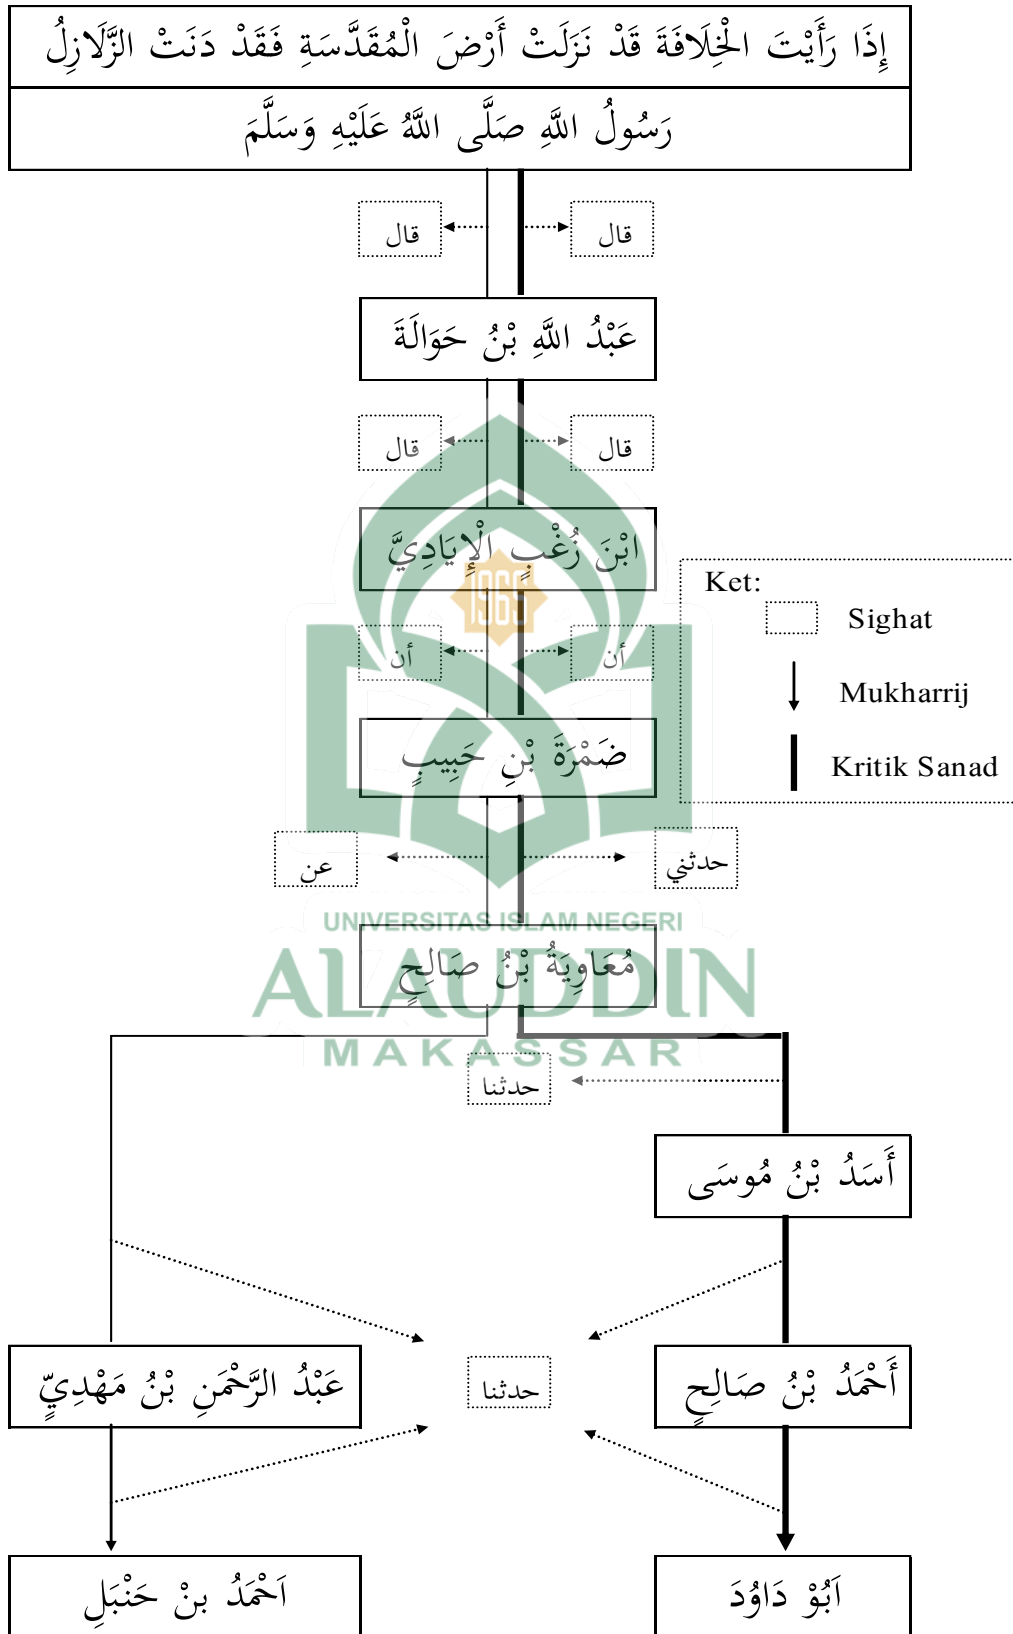 إِذَا رَأَيْتَ الْخِلَافَةَ قَدْ نَزَلَتْ أَرْضَ الْمُقَدَّسَةِ فَقَدْ دَنَتْ الزَّلَازِلُ
رَسُولُ اللَّهِ صَلَّى اللَّهُ عَلَيْهِ وَسَلَّمَ
قال
قال
عَبْدُ اللَّهِ بْنُ حَوَالَةَ
قال
قال
ابْنَ زُغْبٍ الْإِيَادِيَّ
1965
Ket:
Sighat
أن
أن
Mukharrij
ضَمْرَةَ بْنِ حَبِيبٍ
Kritik Sanad
حدثني
عن
UNIVERSITAS ISLAM NEGERI
مُعَاوِيَةُ بْنُ صَالِحٍ
ALAUDDIN
MAKASSAR
حدثنا
أَسَدُ بْنُ مُوسَى
أَحْمَدُ بْنُ صَالِحٍ
حدثنا
عَبْدُ الرَّحْمَنِ بْنُ مَهْدِيٍّ
اَبُوْ دَاوُدَ
اَحْمَدُ بنْ حَنْبَلِ